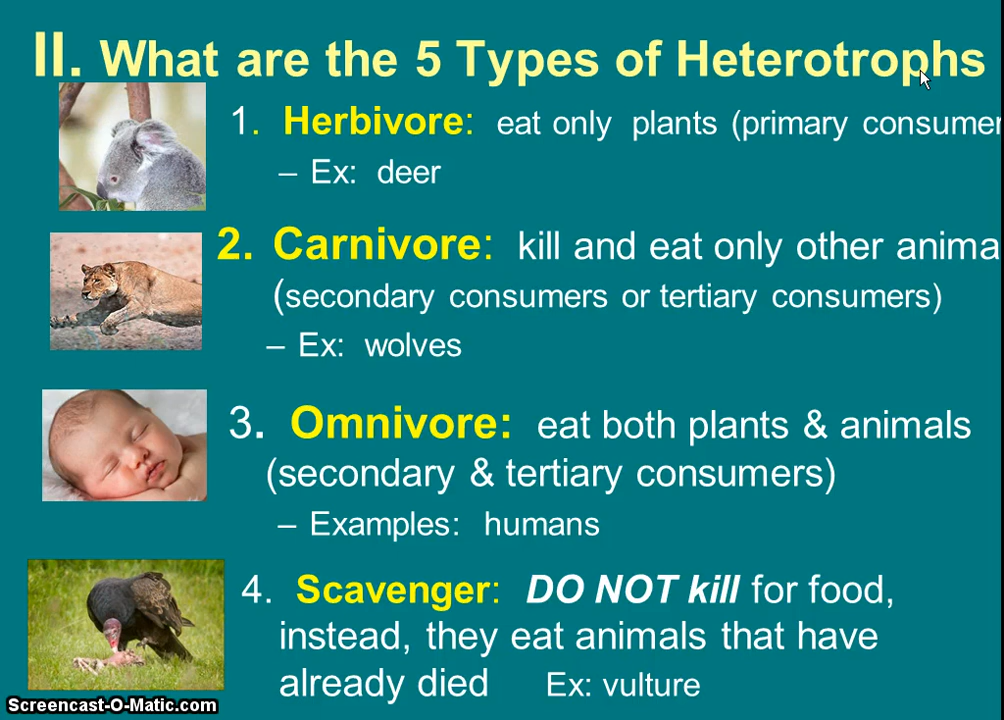 II. What are the 5 Types of Heterotrophs
1. Herbivore: eat only plants (primary consumer
– Ex: deer
2. Carnivore: kill and eat only other anima
(secondary consumers or tertiary consumers)
– Ex: wolves
3. Omnivore: eat both plants & animals
(secondary & tertiary consumers)
– Examples: humans
4. Scavenger: DO NOT kill for food,
instead, they eat animals that have
already died Ex: vulture
Screencast-O-Matic.com